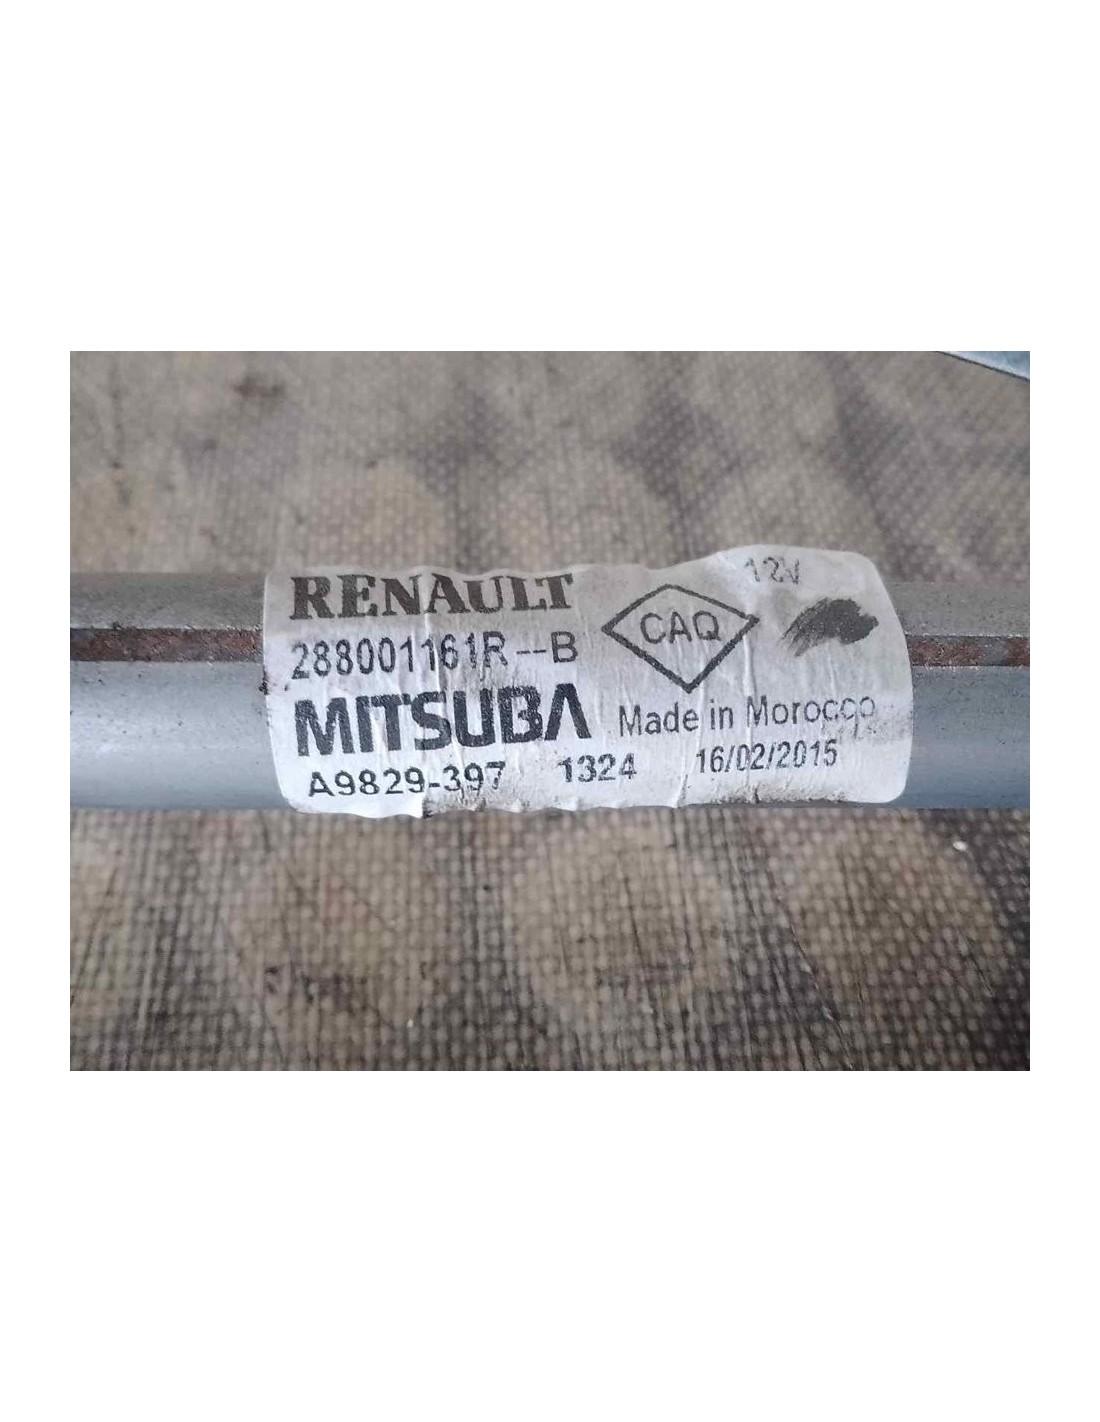 RENAULT
288001161R--B
MITSUBA
A9829-397 1324 16/02/2015
CAQ
12V
Made in Morocco